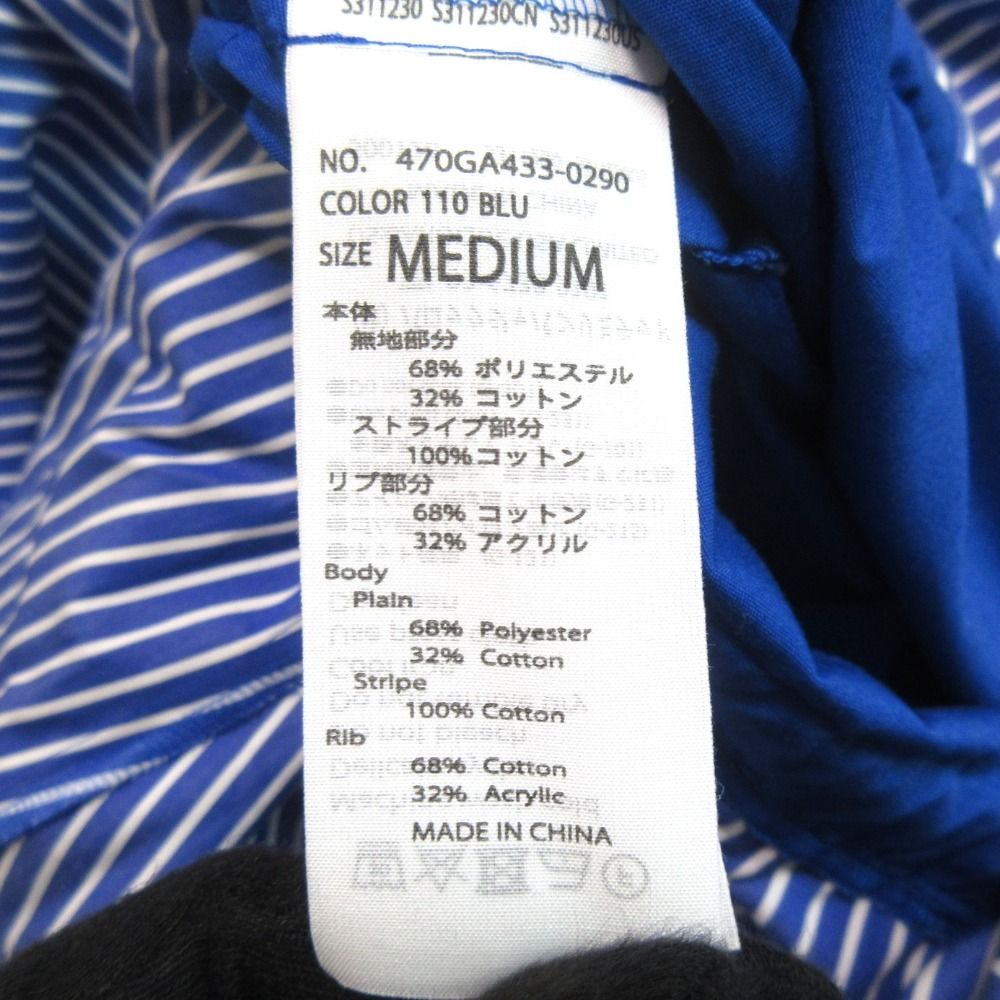 S311230 S311230CN S311230US
NO. 470GA433-0290
COLOR 110 BLU
SIZE MEDIUM
本体
無地部分
68% ポリエステル
32% コットン
ストライプ部分
100% コットン
リブ部分
68% コットン
32% アクリル
Body
Plain
68% Polyester
32% Cotton
Stripe
100% Cotton
Rib
68% Cotton
32% Acrylic
MADE IN CHINA